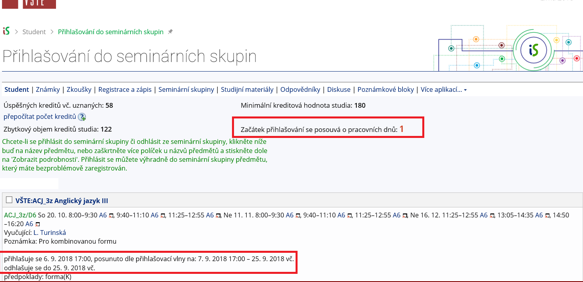 VŠTE
iS > Student > Přihlašování do seminárních skupin
iS
Přihlašování do seminárních skupin
Student | Známky | Zkoušky | Registrace a zápis | Seminární skupiny | Studijní materiály | Odpovědníky | Diskuse | Poznámkové bloky | Více aplikací...
Úspěšných kreditů vč. uznaných: 58
přepočítat počet kreditů
Zbytkový objem kreditů studia: 122
Minimální kreditová hodnota studia: 180
Začátek přihlašování se posouvá o pracovních dnů: 1
Chcete-li se přihlásit do seminární skupiny či odhlásit ze seminární skupiny, klikněte níže
buď na název předmětu, nebo zaškrtněte více políček u názvů předmětů a stiskněte dole
na 'Zobrazit podrobnosti'. Přihlásit se můžete výhradně do seminární skupiny předmětu,
který máte bezproblémově zaregistrován.
VŠTE:ACJ_3z Anglický jazyk III
ACJ_3z/D6 So 20. 10. 8:00–9:30 A6, 9:40–11:10 A6, 11:25–12:55 A6, Ne 11. 11. 8:00–9:30 A6, 9:40–11:10 A6, 11:25–12:55 A6, Ne 16. 12. 11:25–12:55 A6, 13:05–14:35 A6, 14:50
–16:20 A6
Vyučující: L. Turinská
Poznámka: Pro kombinovanou formu
přihlašuje se 6. 9. 2018 17:00, posunuto dle přihlašovací vlny na: 7. 9. 2018 17:00 – 25. 9. 2018 vč.
odhlašuje se do 25. 9. 2018 vč.
předpoklady: forma(K)